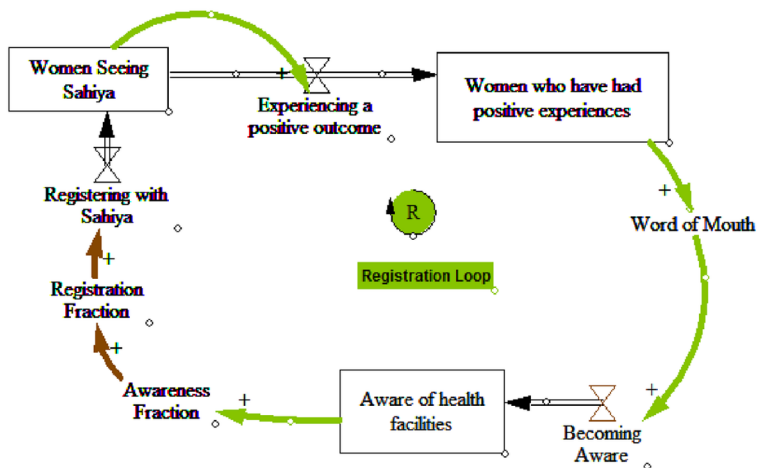 Women Seeing
Sahiya
+
Experiencing a
positive outcome
Women who have had
positive experiences
+
Word of Mouth
+
Becoming
Aware
Aware of health
facilities
+
Awareness
Fraction
+
Registration
Fraction
+
Registering with
Sahiya
R
Registration Loop